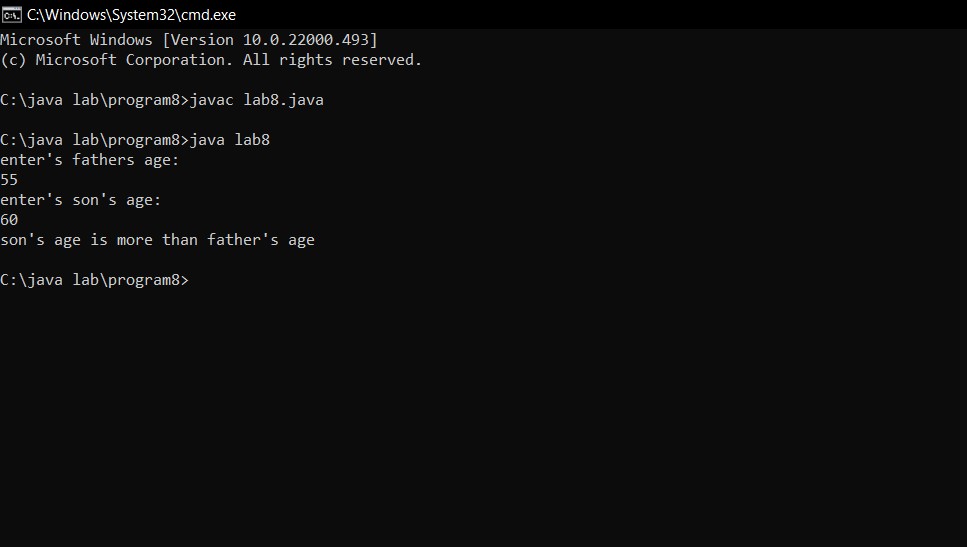 C:\Windows\System32\cmd.exe
Microsoft Windows [Version 10.0.22000.493]
(c) Microsoft Corporation. All rights reserved.
C:\java lab\program8>javac lab8.java
C:\java lab\program8>java lab8
enter's fathers age:
55
enter's son's age:
60
son's age is more than father's age
C:\java lab\program8>